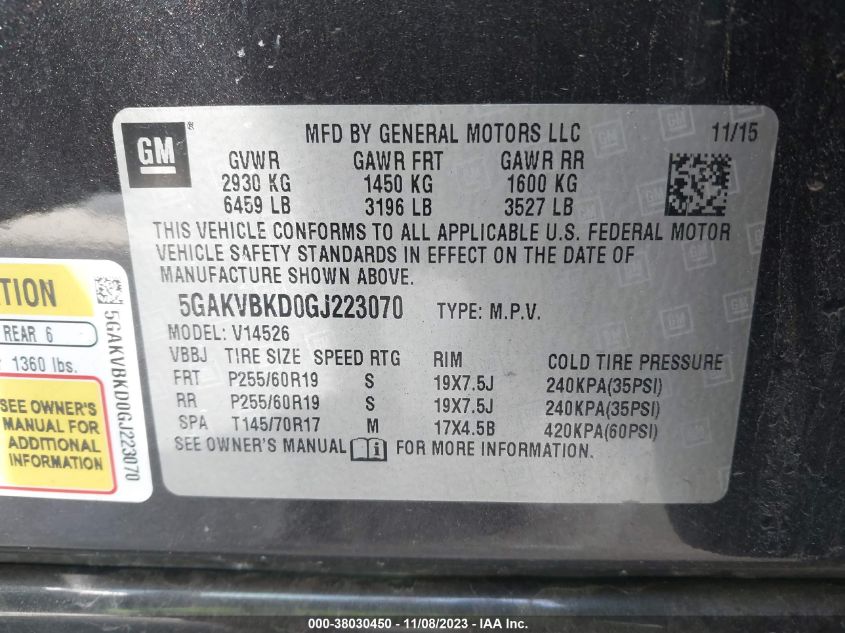 GM
®
MFD BY GENERAL MOTORS LLC 11/15
GVWR GAWR FRT GAWR RR
2930 KG 1450 KG 1600 KG
6459 LB 3196 LB 3527 LB
THIS VEHICLE CONFORMS TO ALL APPLICABLE U.S. FEDERAL MOTOR
VEHICLE SAFETY STANDARDS IN EFFECT ON THE DATE OF
MANUFACTURE SHOWN ABOVE.
5GAKVBKD0GJ223070 TYPE: M.P.V.
MODEL: V14526
VBBJ TIRE SIZE SPEED RTG RIM COLD TIRE PRESSURE
FRT P255/60R19 S 19X7.5J 240KPA(35PSI)
RR P255/60R19 S 19X7.5J 240KPA(35PSI)
SPA T145/70R17 M 17X4.5B 420KPA(60PSI)
SEE OWNER'S MANUAL FOR MORE INFORMATION.
REAR 6
1360 lbs.
SEE OWNER'S
MANUAL FOR
ADDITIONAL
INFORMATION
5GAKVBKD0GJ223070
000-38030450 - 11/08/2023 - IAA Inc.